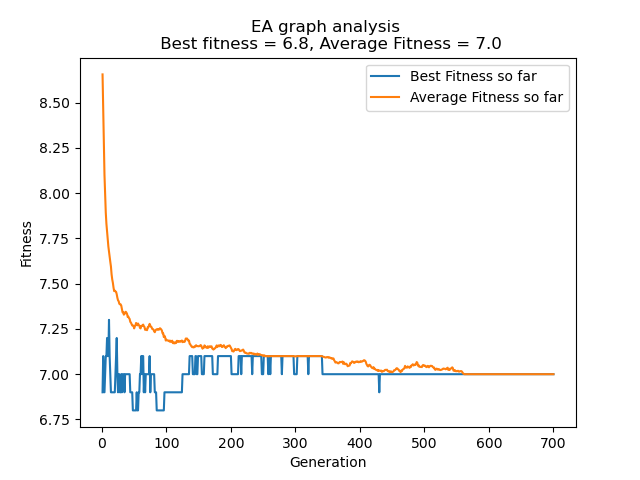 EA graph analysis
Best fitness = 6.8, Average Fitness = 7.0
Best Fitness so far
Average Fitness so far
8.50
8.25
8.00
7.75
7.50
7.25
7.00
6.75
Fitness
0 100 200 300 400 500 600 700
Generation